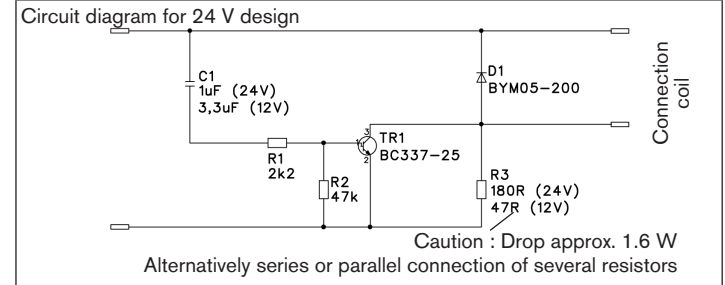 Circuit diagram for 24 V design
C1
1uF (24V)
3,3uF (12V)
D1
BYM05-200
Connection
coil
R1
2k2
R2
47k
1
3
2
TR1
BC337-25
R3
180R (24V)
47R (12V)
Caution : Drop approx. 1.6 W
Alternatively series or parallel connection of several resistors